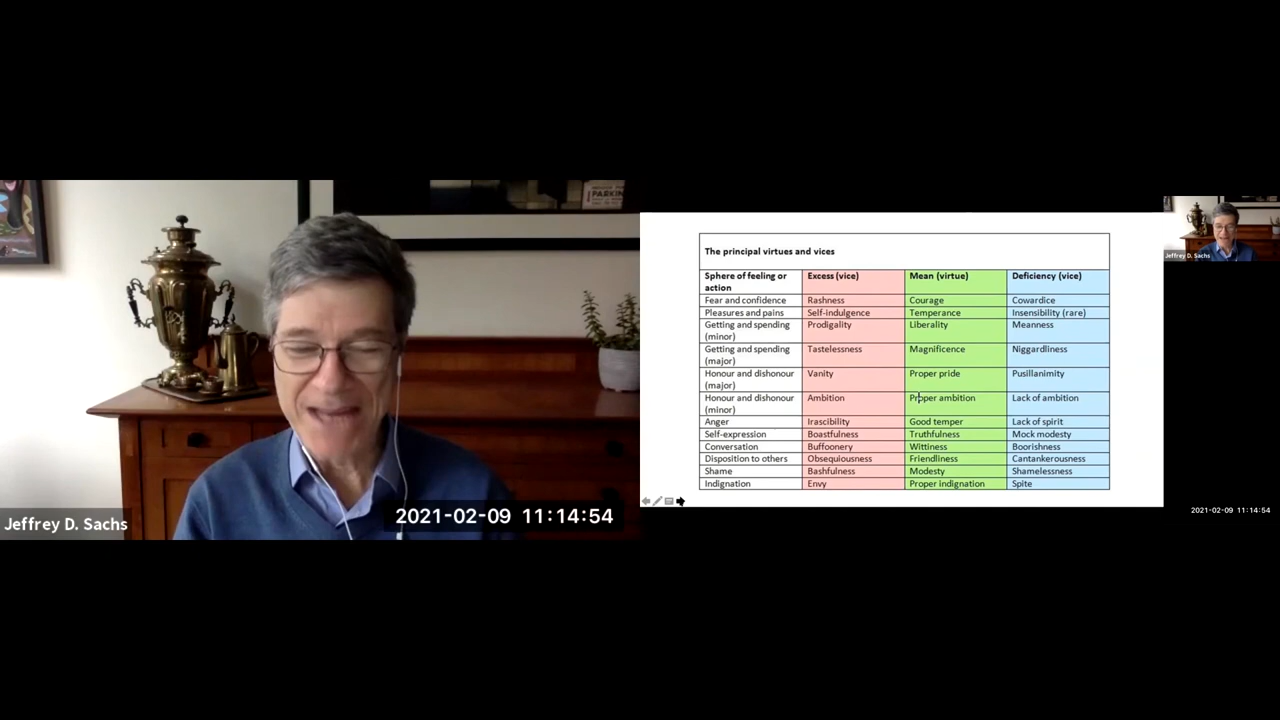 PARKIN
Jeffrey D. Sachs
2021-02-09 11:14:54
The principal virtues and vices
Sphere of feeling or action Excess (vice) Mean (virtue) Deficiency (vice)
Fear and confidence Rashness Courage Cowardice
Pleasures and pains Self-indulgence Temperance Insensibility (rare)
Getting and spending (minor) Prodigality Liberality Meanness
Getting and spending (major) Tastelessness Magnificence Niggardliness
Honour and dishonour (major) Vanity Proper pride Pusillanimity
Honour and dishonour (minor) Ambition Proper ambition Lack of ambition
Anger Irascibility Good temper Lack of spirit
Self-expression Boastfulness Truthfulness Mock modesty
Conversation Buffoonery Wittiness Boorishness
Disposition to others Obsequiousness Friendliness Cantankerousness
Shame Bashfulness Modesty Shamelessness
Indignation Envy Proper indignation Spite
Jeffrey D. Sachs
2021-02-09 11:14:54